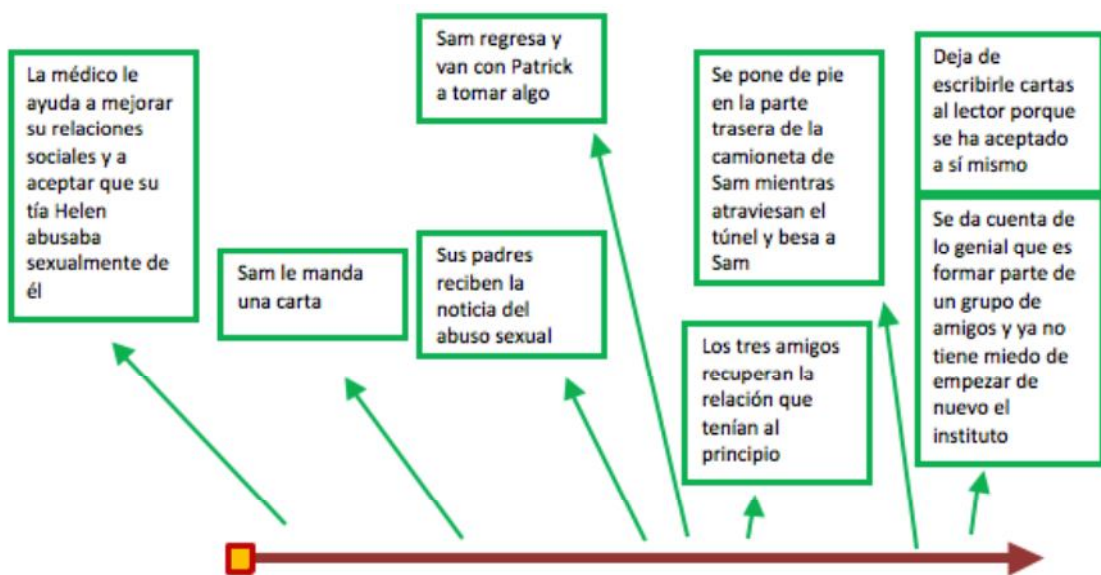 La médico le
ayuda a mejorar
su relaciones
sociales y a
aceptar que su
tía Helen
abusaba
sexualmente de
él
Sam le manda
una carta
Sam regresa y
van con Patrick
a tomar algo
Sus padres
reciben la
noticia del
abuso sexual
Se pone de pie
en la parte
trasera de la
camioneta de
Sam mientras
atraviesan el
túnel y besa a
Sam
Los tres amigos
recuperan la
relación que
tenían al
principio
Deja de
escribirle cartas
al lector porque
se ha aceptado
a sí mismo
Se da cuenta de
lo genial que es
formar parte de
un grupo de
amigos y ya no
tiene miedo de
empezar de
nuevo el
instituto